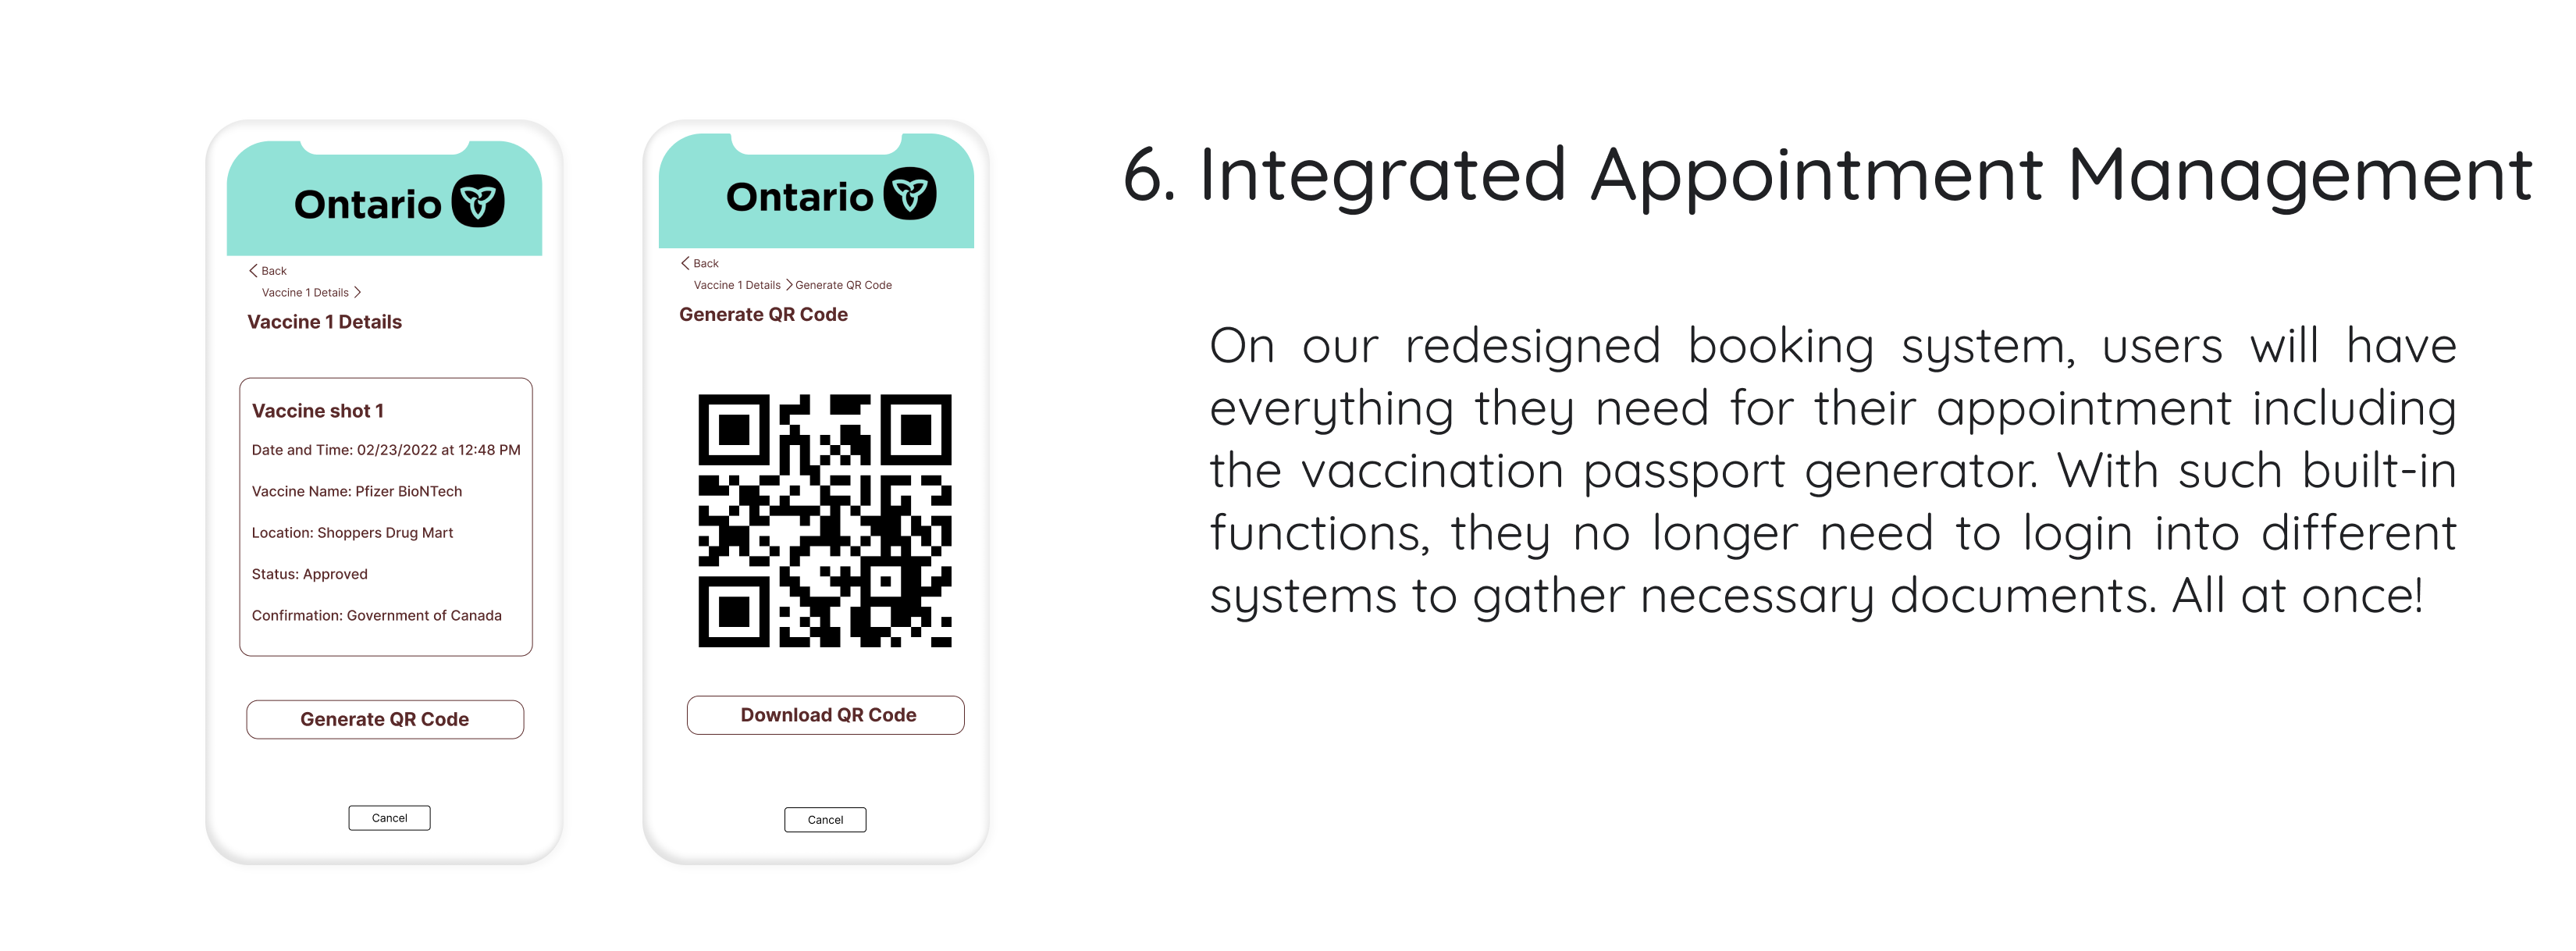 Ontario
Back
Vaccine 1 Details
Vaccine 1 Details
Vaccine shot 1
Date and Time: 02/23/2022 at 12:48 PM
Vaccine Name: Pfizer BioNTech
Location: Shoppers Drug Mart
Status: Approved
Confirmation: Government of Canada
Generate QR Code
Cancel
Ontario
Back
Vaccine 1 Details > Generate QR Code
Generate QR Code
Download QR Code
Cancel
6. Integrated Appointment Management
On our redesigned booking system, users will have
everything they need for their appointment including
the vaccination passport generator. With such built-in
functions, they no longer need to login into different
systems to gather necessary documents. All at once!